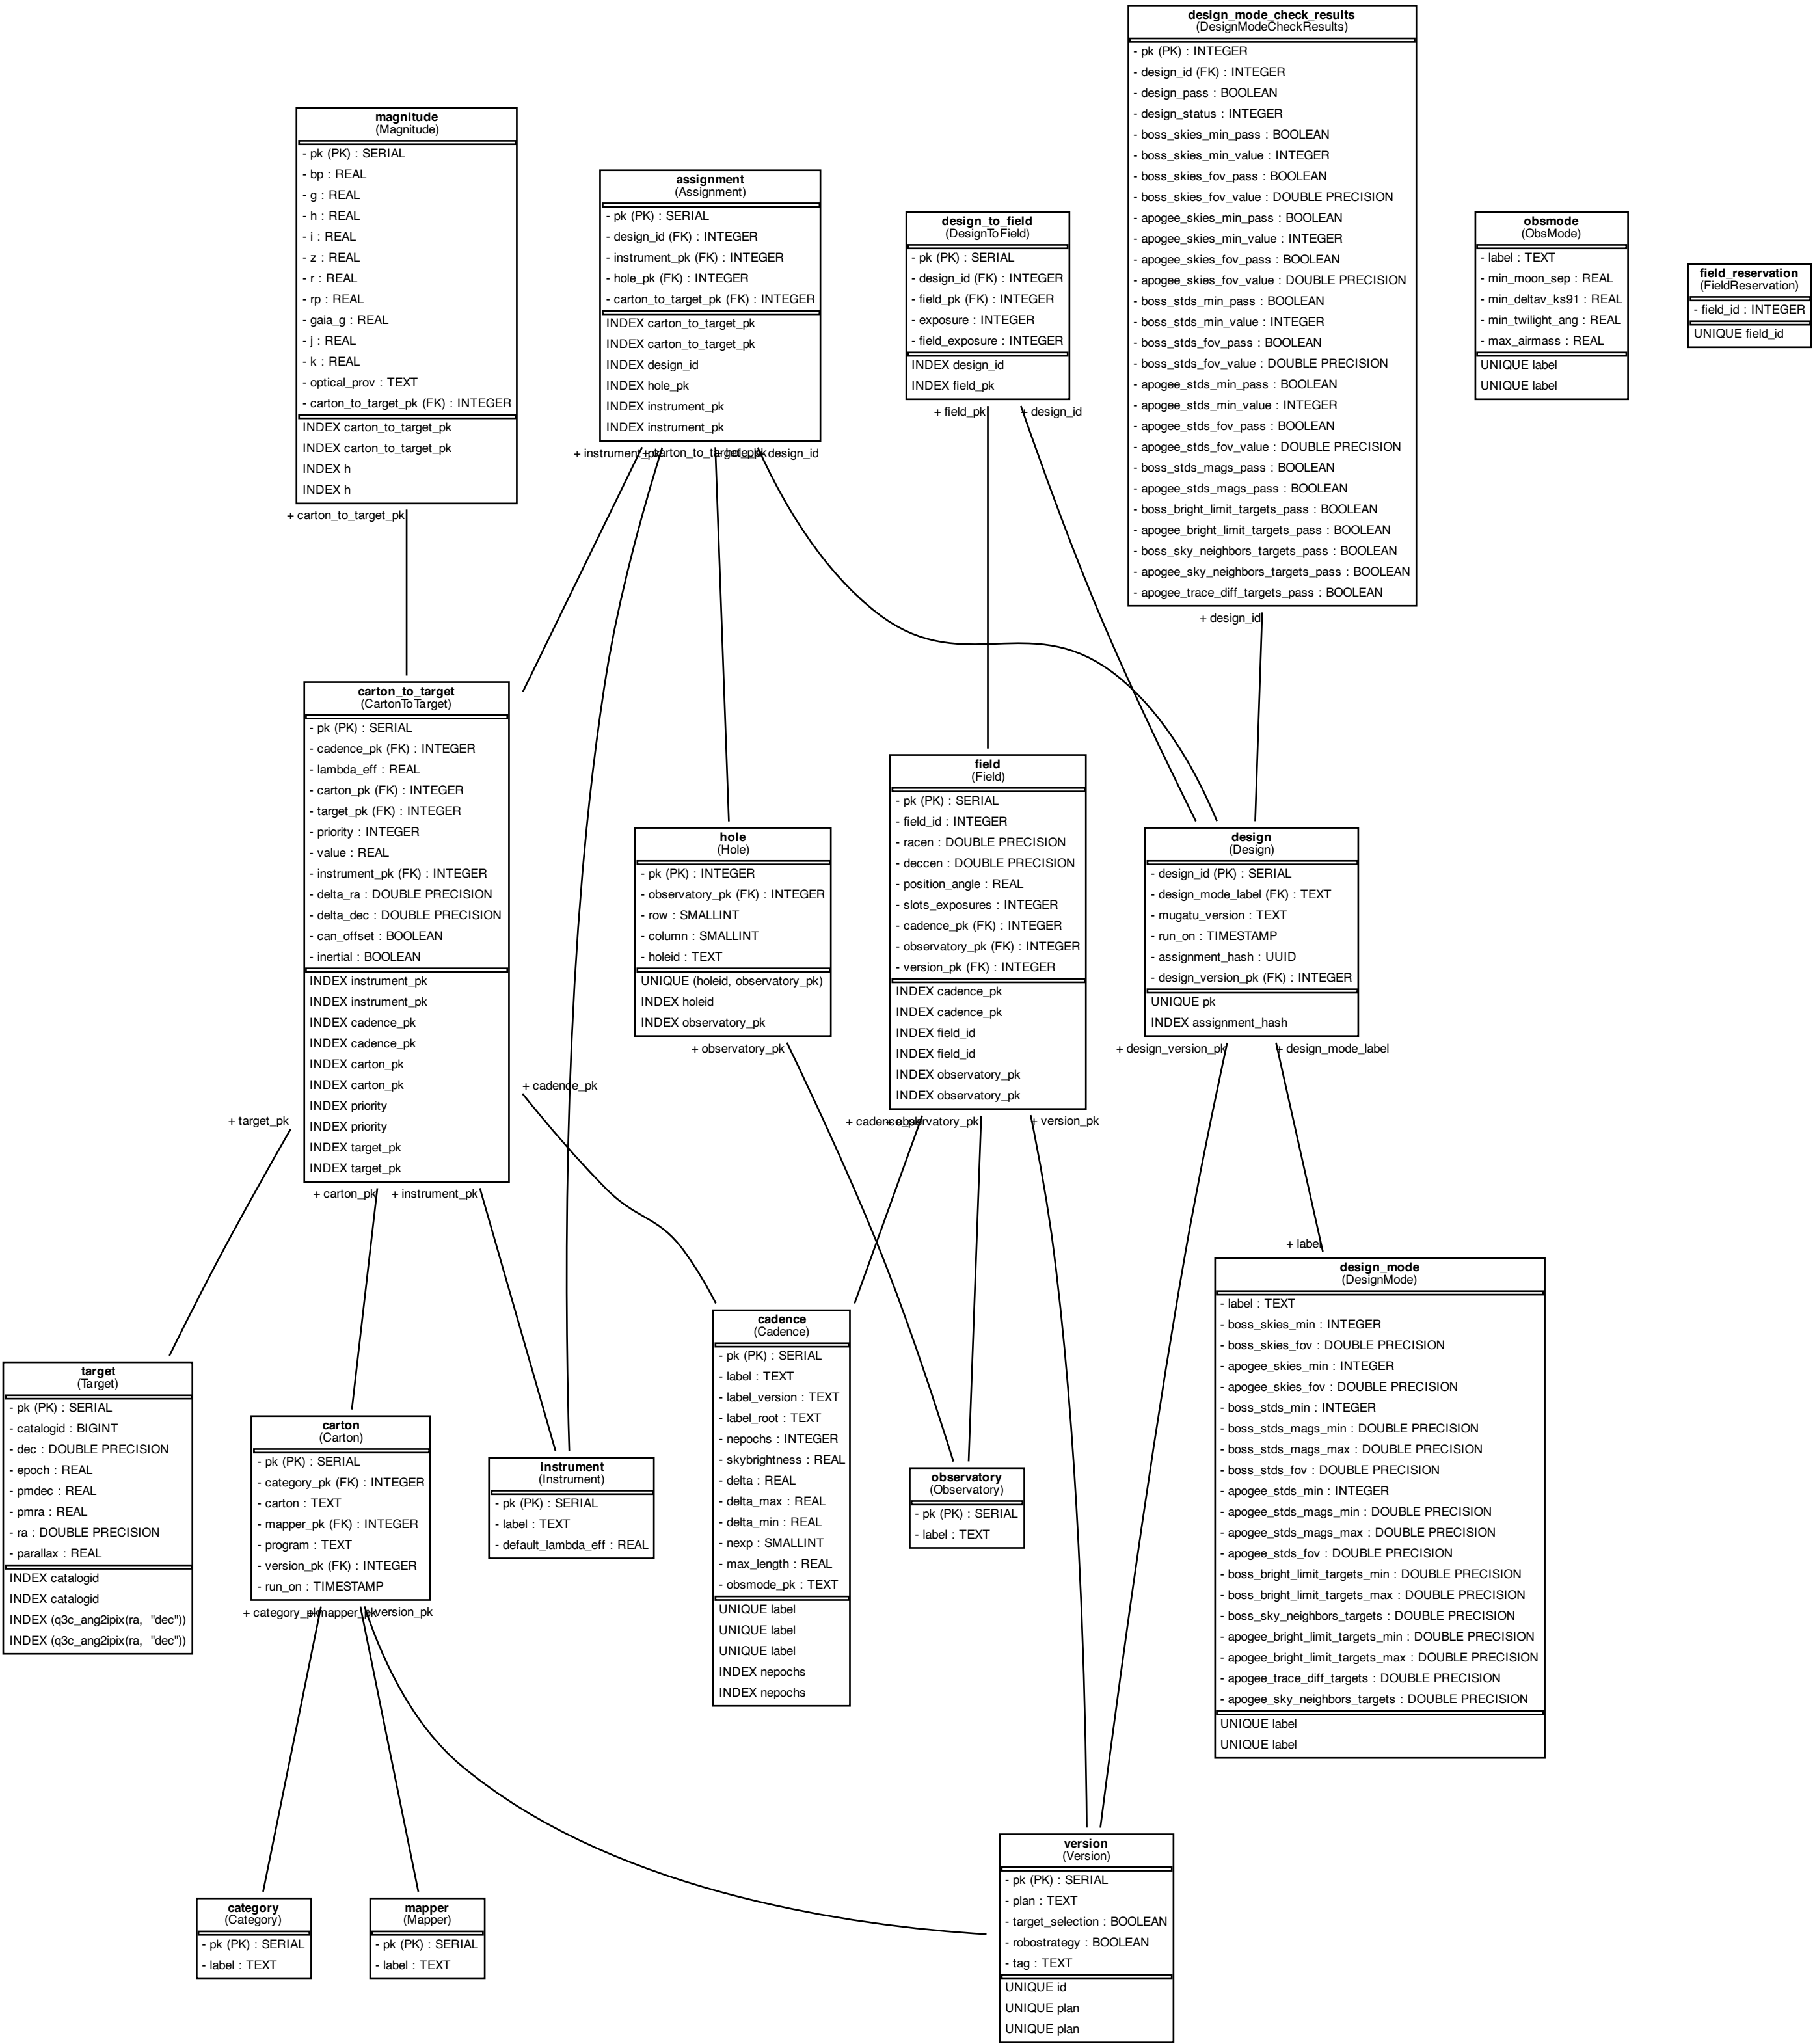 design_mode_check_results
(DesignModeCheckResults)
- pk (PK) : INTEGER
- design_id (FK) : INTEGER
- design_pass : BOOLEAN
- design_status : INTEGER
- boss_skies_min_pass : BOOLEAN
- boss_skies_min_value : INTEGER
- boss_skies_fov_pass : BOOLEAN
- boss_skies_fov_value : DOUBLE PRECISION
- apogee_skies_min_pass : BOOLEAN
- apogee_skies_min_value : INTEGER
- apogee_skies_fov_pass : BOOLEAN
- apogee_skies_fov_value : DOUBLE PRECISION
- boss_stds_min_pass : BOOLEAN
- boss_stds_min_value : INTEGER
- boss_stds_fov_pass : BOOLEAN
- boss_stds_fov_value : DOUBLE PRECISION
- apogee_stds_min_pass : BOOLEAN
- apogee_stds_min_value : INTEGER
- apogee_stds_fov_pass : BOOLEAN
- apogee_stds_fov_value : DOUBLE PRECISION
- boss_stds_mags_pass : BOOLEAN
- apogee_stds_mags_pass : BOOLEAN
- boss_bright_limit_targets_pass : BOOLEAN
- apogee_bright_limit_targets_pass : BOOLEAN
- boss_sky_neighbors_targets_pass : BOOLEAN
- apogee_sky_neighbors_targets_pass : BOOLEAN
- apogee_trace_diff_targets_pass : BOOLEAN
+ design_id
magnitude
(Magnitude)
- pk (PK) : SERIAL
- bp : REAL
- g : REAL
- h : REAL
- i : REAL
- z : REAL
- r : REAL
- rp : REAL
- gaia_g : REAL
- j : REAL
- k : REAL
- optical_prov : TEXT
- carton_to_target_pk (FK) : INTEGER
INDEX carton_to_target_pk
INDEX carton_to_target_pk
INDEX h
INDEX h
+ carton_to_target_pk
assignment
(Assignment)
- pk (PK) : SERIAL
- design_id (FK) : INTEGER
- instrument_pk (FK) : INTEGER
- hole_pk (FK) : INTEGER
- carton_to_target_pk (FK) : INTEGER
INDEX carton_to_target_pk
INDEX carton_to_target_pk
INDEX design_id
INDEX hole_pk
INDEX instrument_pk
INDEX instrument_pk
+ instrument_pk
+ carton_to_target_pk
+ hole_pk
+ design_id
design_to_field
(DesignToField)
- pk (PK) : SERIAL
- design_id (FK) : INTEGER
- field_pk (FK) : INTEGER
- exposure : INTEGER
- field_exposure : INTEGER
INDEX design_id
INDEX field_pk
+ field_pk
+ design_id
obsmode
(ObsMode)
- label : TEXT
- min_moon_sep : REAL
- min_deltav_ks91 : REAL
- min_twilight_ang : REAL
- max_airmass : REAL
UNIQUE label
UNIQUE label
field_reservation
(FieldReservation)
- field_id : INTEGER
UNIQUE field_id
carton_to_target
(CartonToTarget)
- pk (PK) : SERIAL
- cadence_pk (FK) : INTEGER
- lambda_eff : REAL
- carton_pk (FK) : INTEGER
- target_pk (FK) : INTEGER
- priority : INTEGER
- value : REAL
- instrument_pk (FK) : INTEGER
- delta_ra : DOUBLE PRECISION
- delta_dec : DOUBLE PRECISION
- can_offset : BOOLEAN
- inertial : BOOLEAN
INDEX instrument_pk
INDEX instrument_pk
INDEX cadence_pk
INDEX cadence_pk
INDEX carton_pk
INDEX carton_pk
INDEX priority
INDEX priority
INDEX target_pk
INDEX target_pk
+ cadence_pk
+ target_pk
+ carton_pk
+ instrument_pk
hole
(Hole)
- pk (PK) : INTEGER
- observatory_pk (FK) : INTEGER
- row : SMALLINT
- column : SMALLINT
- holeid : TEXT
UNIQUE (holeid, observatory_pk)
INDEX holeid
INDEX observatory_pk
+ observatory_pk
field
(Field)
- pk (PK) : SERIAL
- field_id : INTEGER
- racen : DOUBLE PRECISION
- deccen : DOUBLE PRECISION
- position_angle : REAL
- slots_exposures : INTEGER
- cadence_pk (FK) : INTEGER
- observatory_pk (FK) : INTEGER
- version_pk (FK) : INTEGER
INDEX cadence_pk
INDEX cadence_pk
INDEX field_id
INDEX field_id
INDEX observatory_pk
INDEX observatory_pk
+ cadence_pk
+ observatory_pk
+ version_pk
design
(Design)
- design_id (PK) : SERIAL
- design_mode_label (FK) : TEXT
- mugatu_version : TEXT
- run_on : TIMESTAMP
- assignment_hash : UUID
- design_version_pk (FK) : INTEGER
UNIQUE pk
INDEX assignment_hash
+ design_version_pk
+ design_mode_label
+ label
design_mode
(DesignMode)
- label : TEXT
- boss_skies_min : INTEGER
- boss_skies_fov : DOUBLE PRECISION
- apogee_skies_min : INTEGER
- apogee_skies_fov : DOUBLE PRECISION
- boss_stds_min : INTEGER
- boss_stds_mags_min : DOUBLE PRECISION
- boss_stds_mags_max : DOUBLE PRECISION
- boss_stds_fov : DOUBLE PRECISION
- apogee_stds_min : INTEGER
- apogee_stds_mags_min : DOUBLE PRECISION
- apogee_stds_mags_max : DOUBLE PRECISION
- apogee_stds_fov : DOUBLE PRECISION
- boss_bright_limit_targets_min : DOUBLE PRECISION
- boss_bright_limit_targets_max : DOUBLE PRECISION
- boss_sky_neighbors_targets : DOUBLE PRECISION
- apogee_bright_limit_targets_min : DOUBLE PRECISION
- apogee_bright_limit_targets_max : DOUBLE PRECISION
- apogee_trace_diff_targets : DOUBLE PRECISION
- apogee_sky_neighbors_targets : DOUBLE PRECISION
UNIQUE label
UNIQUE label
target
(Target)
- pk (PK) : SERIAL
- catalogid : BIGINT
- dec : DOUBLE PRECISION
- epoch : REAL
- pmdec : REAL
- pmra : REAL
- ra : DOUBLE PRECISION
- parallax : REAL
INDEX catalogid
INDEX catalogid
INDEX (q3c_ang2ipix(ra, "dec"))
INDEX (q3c_ang2ipix(ra, "dec"))
carton
(Carton)
- pk (PK) : SERIAL
- category_pk (FK) : INTEGER
- carton : TEXT
- mapper_pk (FK) : INTEGER
- program : TEXT
- version_pk (FK) : INTEGER
- run_on : TIMESTAMP
+ category_pk
+ mapper_pk
+ version_pk
instrument
(Instrument)
- pk (PK) : SERIAL
- label : TEXT
- default_lambda_eff : REAL
cadence
(Cadence)
- pk (PK) : SERIAL
- label : TEXT
- label_version : TEXT
- label_root : TEXT
- nepochs : INTEGER
- skybrightness : REAL
- delta : REAL
- delta_max : REAL
- delta_min : REAL
- nexp : SMALLINT
- max_length : REAL
- obsmode_pk : TEXT
UNIQUE label
UNIQUE label
UNIQUE label
INDEX nepochs
INDEX nepochs
observatory
(Observatory)
- pk (PK) : SERIAL
- label : TEXT
category
(Category)
- pk (PK) : SERIAL
- label : TEXT
mapper
(Mapper)
- pk (PK) : SERIAL
- label : TEXT
version
(Version)
- pk (PK) : SERIAL
- plan : TEXT
- target_selection : BOOLEAN
- robostrategy : BOOLEAN
- tag : TEXT
UNIQUE id
UNIQUE plan
UNIQUE plan